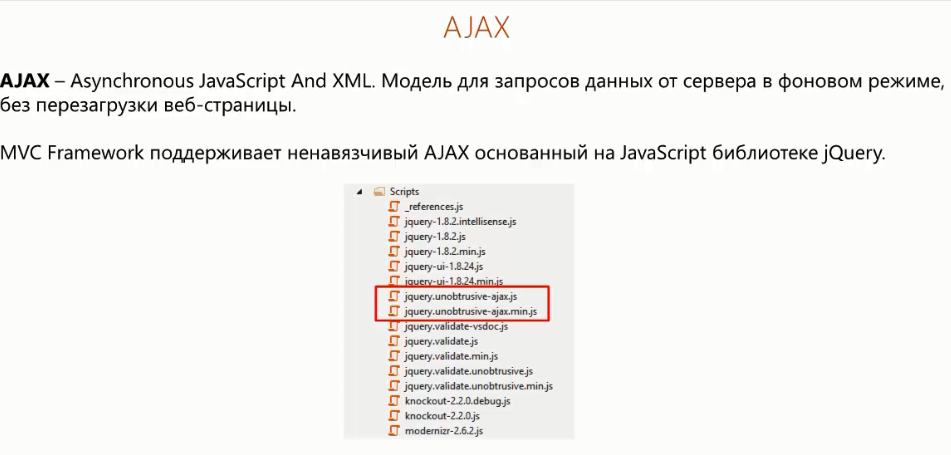 AJAX
AJAX – Asynchronous JavaScript And XML. Модель для запросов данных от сервера в фоновом режиме,
без перезагрузки веб-страницы.
MVC Framework поддерживает ненавязчивый AJAX основанный на JavaScript библиотеке jQuery.
Scripts
_references.js
jquery-1.8.2.intellisense.js
jquery-1.8.2.js
jquery-1.8.2.min.js
jquery-ui-1.8.24.js
jquery-ui-1.8.24.min.js
jquery.unobtrusive-ajax.js
jquery.unobtrusive-ajax.min.js
jquery.validate-vsdoc.js
jquery.validate.js
jquery.validate.min.js
jquery.validate.unobtrusive.js
jquery.validate.unobtrusive.min.js
knockout-2.2.0.debug.js
knockout-2.2.0.js
modernizr-2.6.2.js